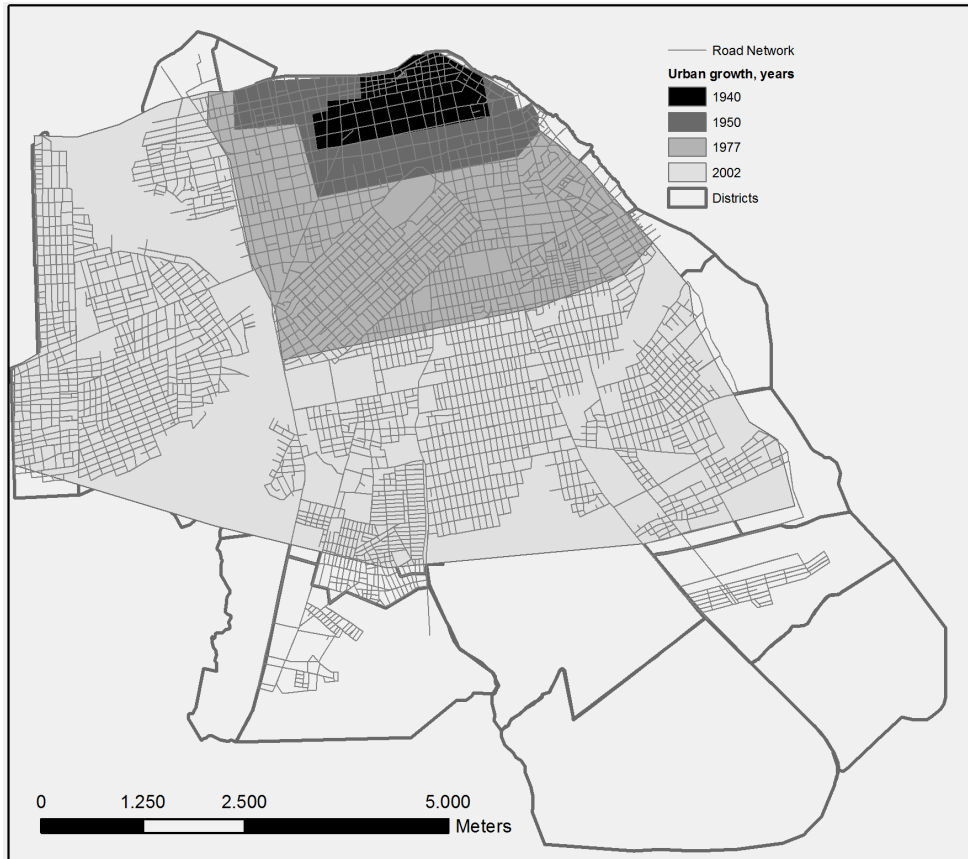 Road Network
Urban growth, years
1940
1950
1977
2002
Districts
0 1.250 2.500 5.000
Meters